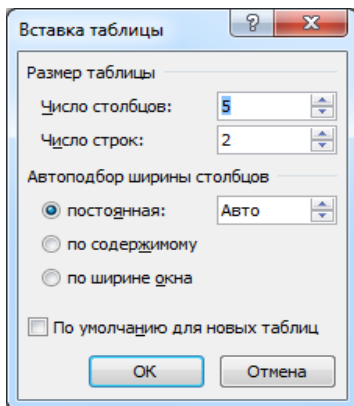 Вставка таблицы
Размер таблицы
Число столбцов: 5
Число строк: 2
Автоподбор ширины столбцов
постоянная: Авто
по содержимому
по ширине окна
По умолчанию для новых таблиц
ОК Отмена